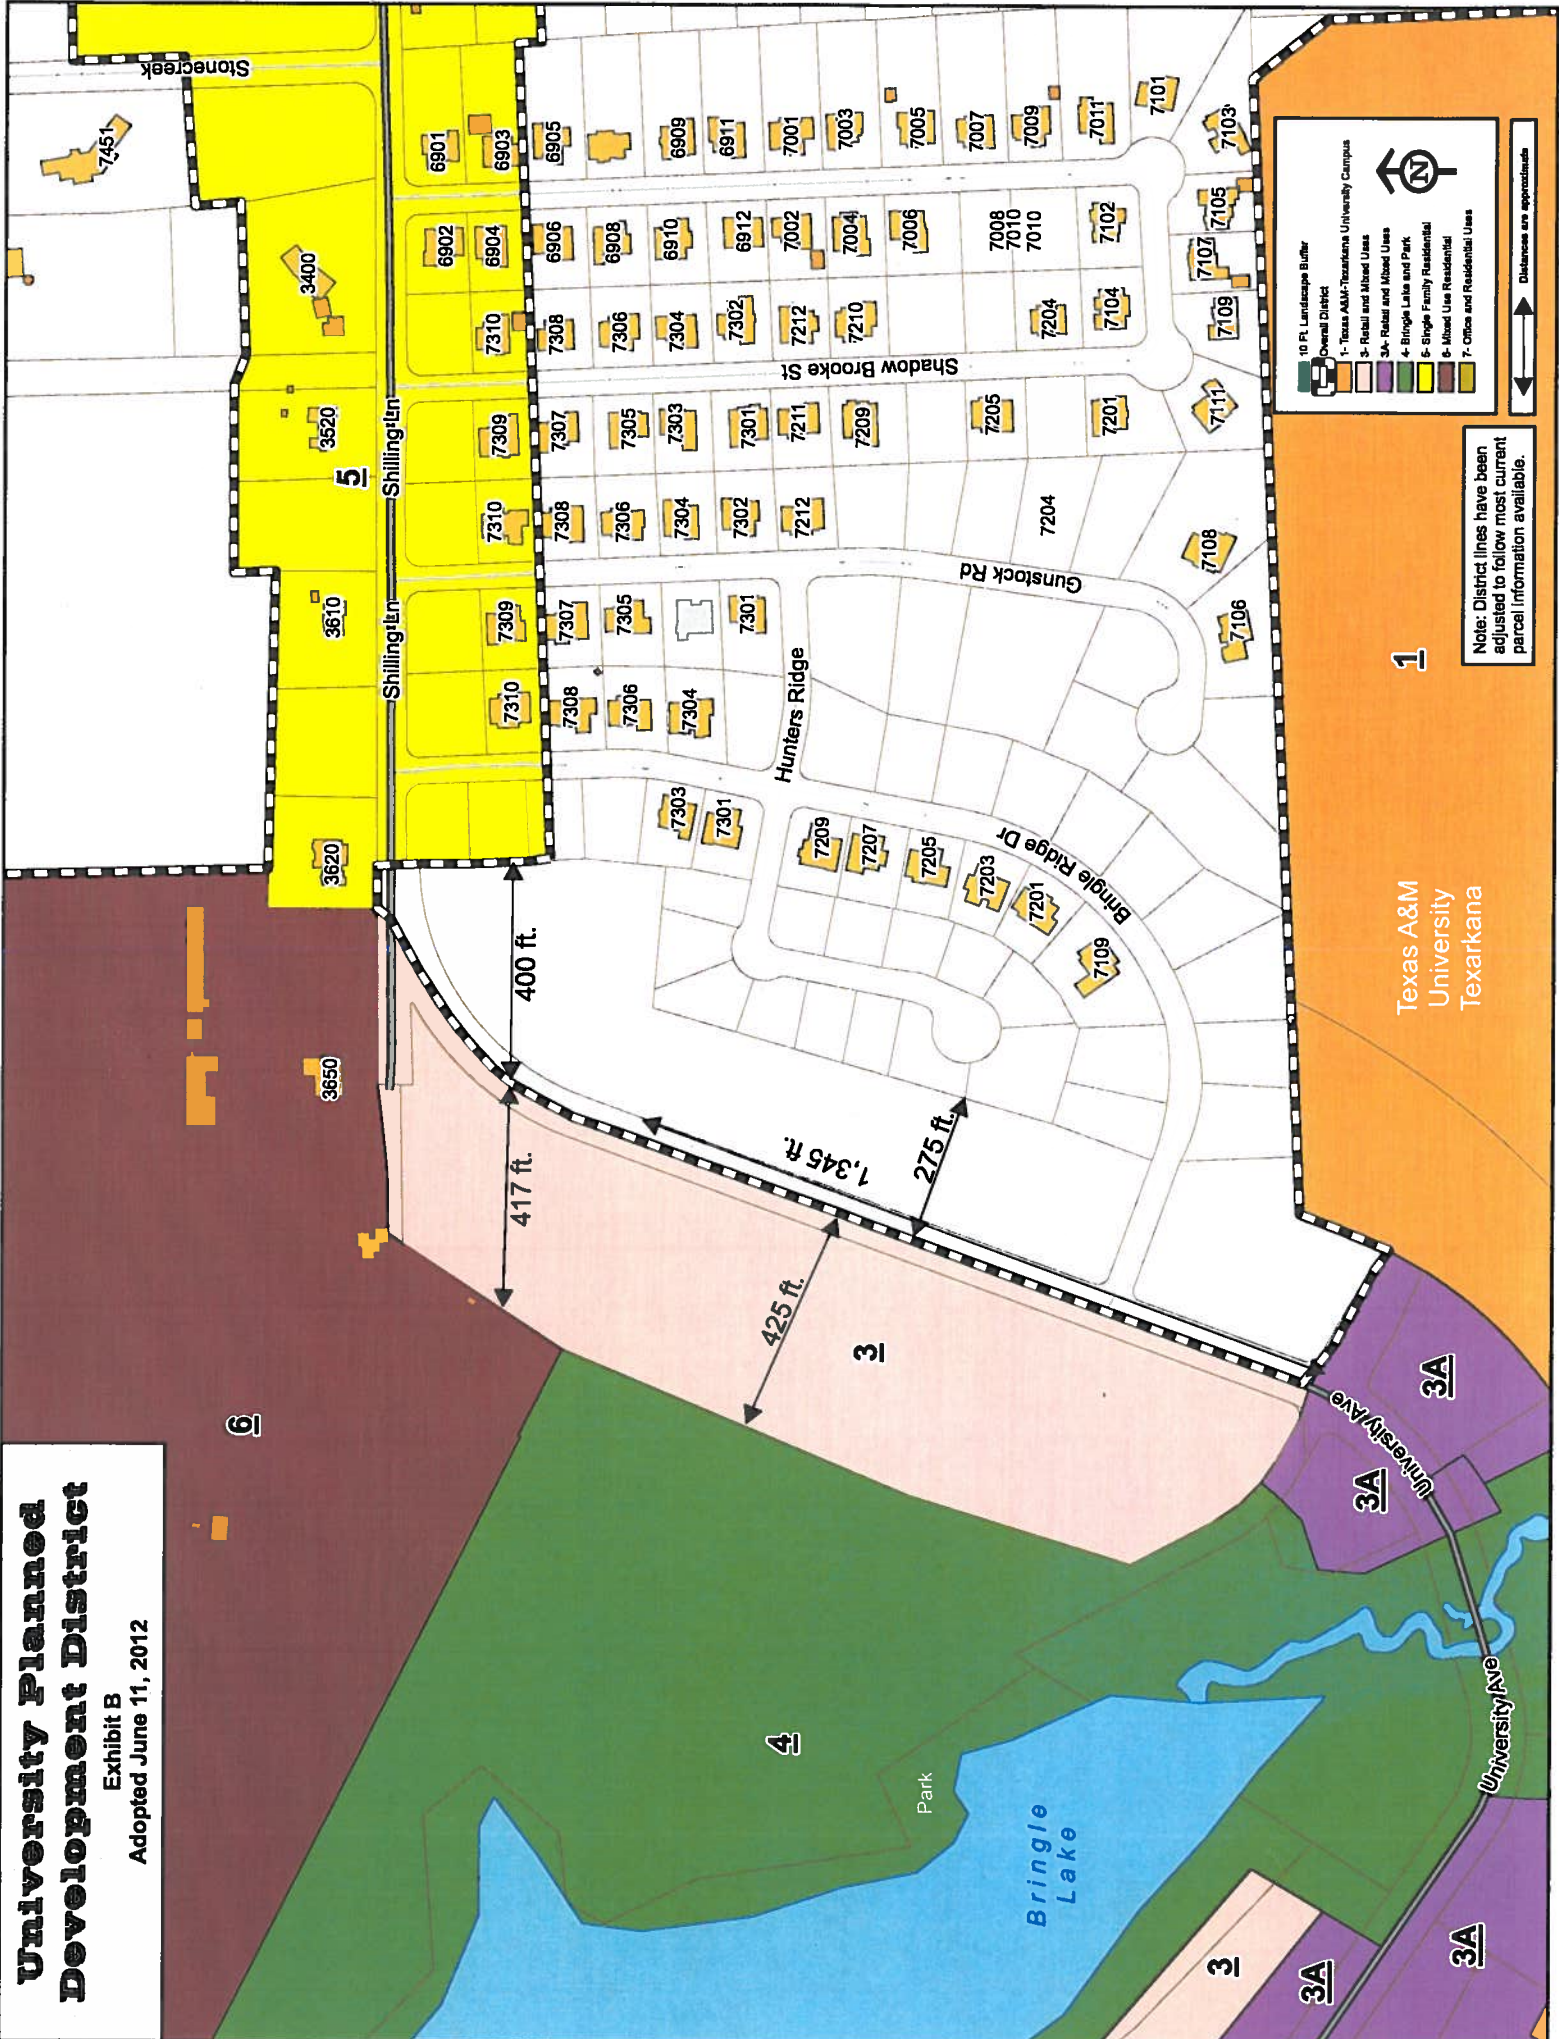 University Planned
Development District
Exhibit B
Adopted June 11, 2012
6
3650
3620
3610
3520
3400
7451
Stonecreek
5
Shilling Ln
Shilling Ln
7310
7309
7310
7309
7310
6902
6904
6901
6903
7308
7306
7304
7307
7305
7301
7308
7306
7304
7302
7212
7204
7307
7305
7303
7301
7211
7209
7205
7201
7308
7306
7304
7302
7212
7210
7204
7104
6906
6908
6910
6912
7002
7004
7006
7008
7010
7010
7102
6905
6909
6911
7001
7003
7005
7007
7009
7011
7101
7103
7105
7107
7109
7111
7108
7106
Shadow Brooke St
Gunstock Rd
Hunters Ridge
Bringle Ridge Dr
7303
7301
7209
7207
7205
7203
7201
7109
400 ft.
417 ft.
1,345 ft.
275 ft.
425 ft.
3
4
Park
Bringle
Lake
3
3A
3A
3A
3A
University Ave
University Ave
1
Texas A&M
University
Texarkana
10 Ft. Landscape Buffer
Overall District
1- Texas A&M-Texarkana University Campus
3- Retail and Mixed Uses
3A- Retail and Mixed Uses
4- Bringle Lake and Park
5- Single Family Residential
6- Mixed Use Residential
7- Office and Residential Uses
N
Distances are approximate
Note: District lines have been
adjusted to follow most current
parcel information available.